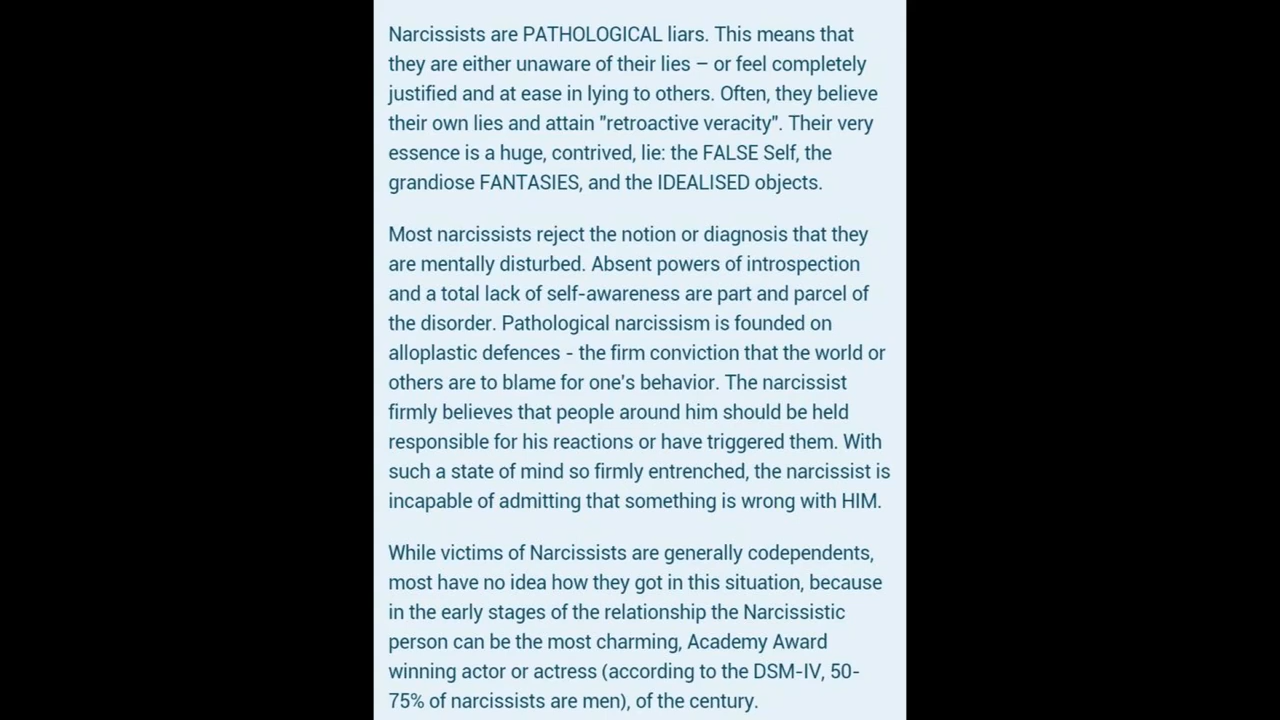 Narcissists are PATHOLOGICAL liars. This means that
they are either unaware of their lies – or feel completely
justified and at ease in lying to others. Often, they believe
their own lies and attain "retroactive veracity". Their very
essence is a huge, contrived, lie: the FALSE Self, the
grandiose FANTASIES, and the IDEALISED objects.
Most narcissists reject the notion or diagnosis that they
are mentally disturbed. Absent powers of introspection
and a total lack of self-awareness are part and parcel of
the disorder. Pathological narcissism is founded on
alloplastic defences - the firm conviction that the world or
others are to blame for one's behavior. The narcissist
firmly believes that people around him should be held
responsible for his reactions or have triggered them. With
such a state of mind so firmly entrenched, the narcissist is
incapable of admitting that something is wrong with HIM.
While victims of Narcissists are generally codependents,
most have no idea how they got in this situation, because
in the early stages of the relationship the Narcissistic
person can be the most charming, Academy Award
winning actor or actress (according to the DSM-IV, 50-
75% of narcissists are men), of the century.